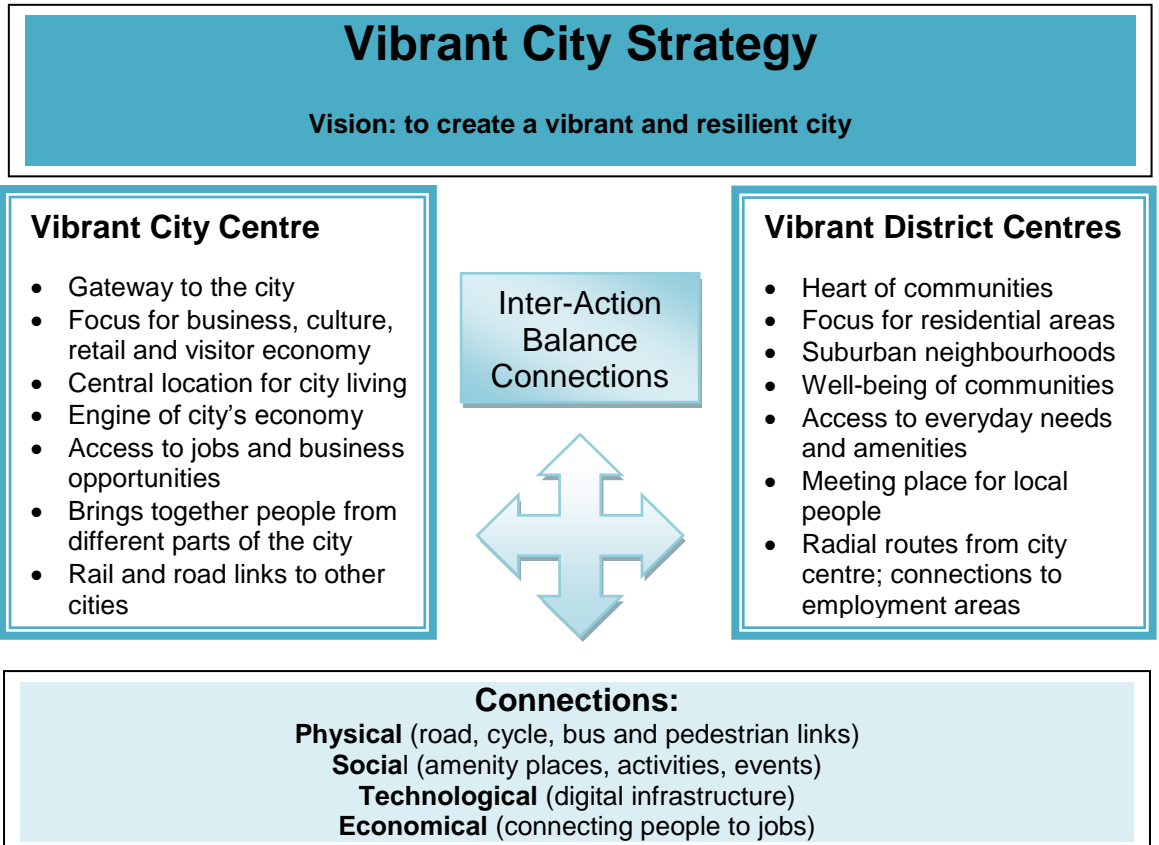 Vibrant City Strategy
Vision: to create a vibrant and resilient city
Vibrant City Centre
• Gateway to the city
• Focus for business, culture,
retail and visitor economy
• Central location for city living
• Engine of city's economy
• Access to jobs and business
opportunities
• Brings together people from
different parts of the city
• Rail and road links to other
cities
Inter-Action
Balance
Connections
Vibrant District Centres
• Heart of communities
• Focus for residential areas
• Suburban neighbourhoods
• Well-being of communities
• Access to everyday needs
and amenities
• Meeting place for local
people
• Radial routes from city
centre; connections to
employment areas
Connections:
Physical (road, cycle, bus and pedestrian links)
Social (amenity places, activities, events)
Technological (digital infrastructure)
Economical (connecting people to jobs)